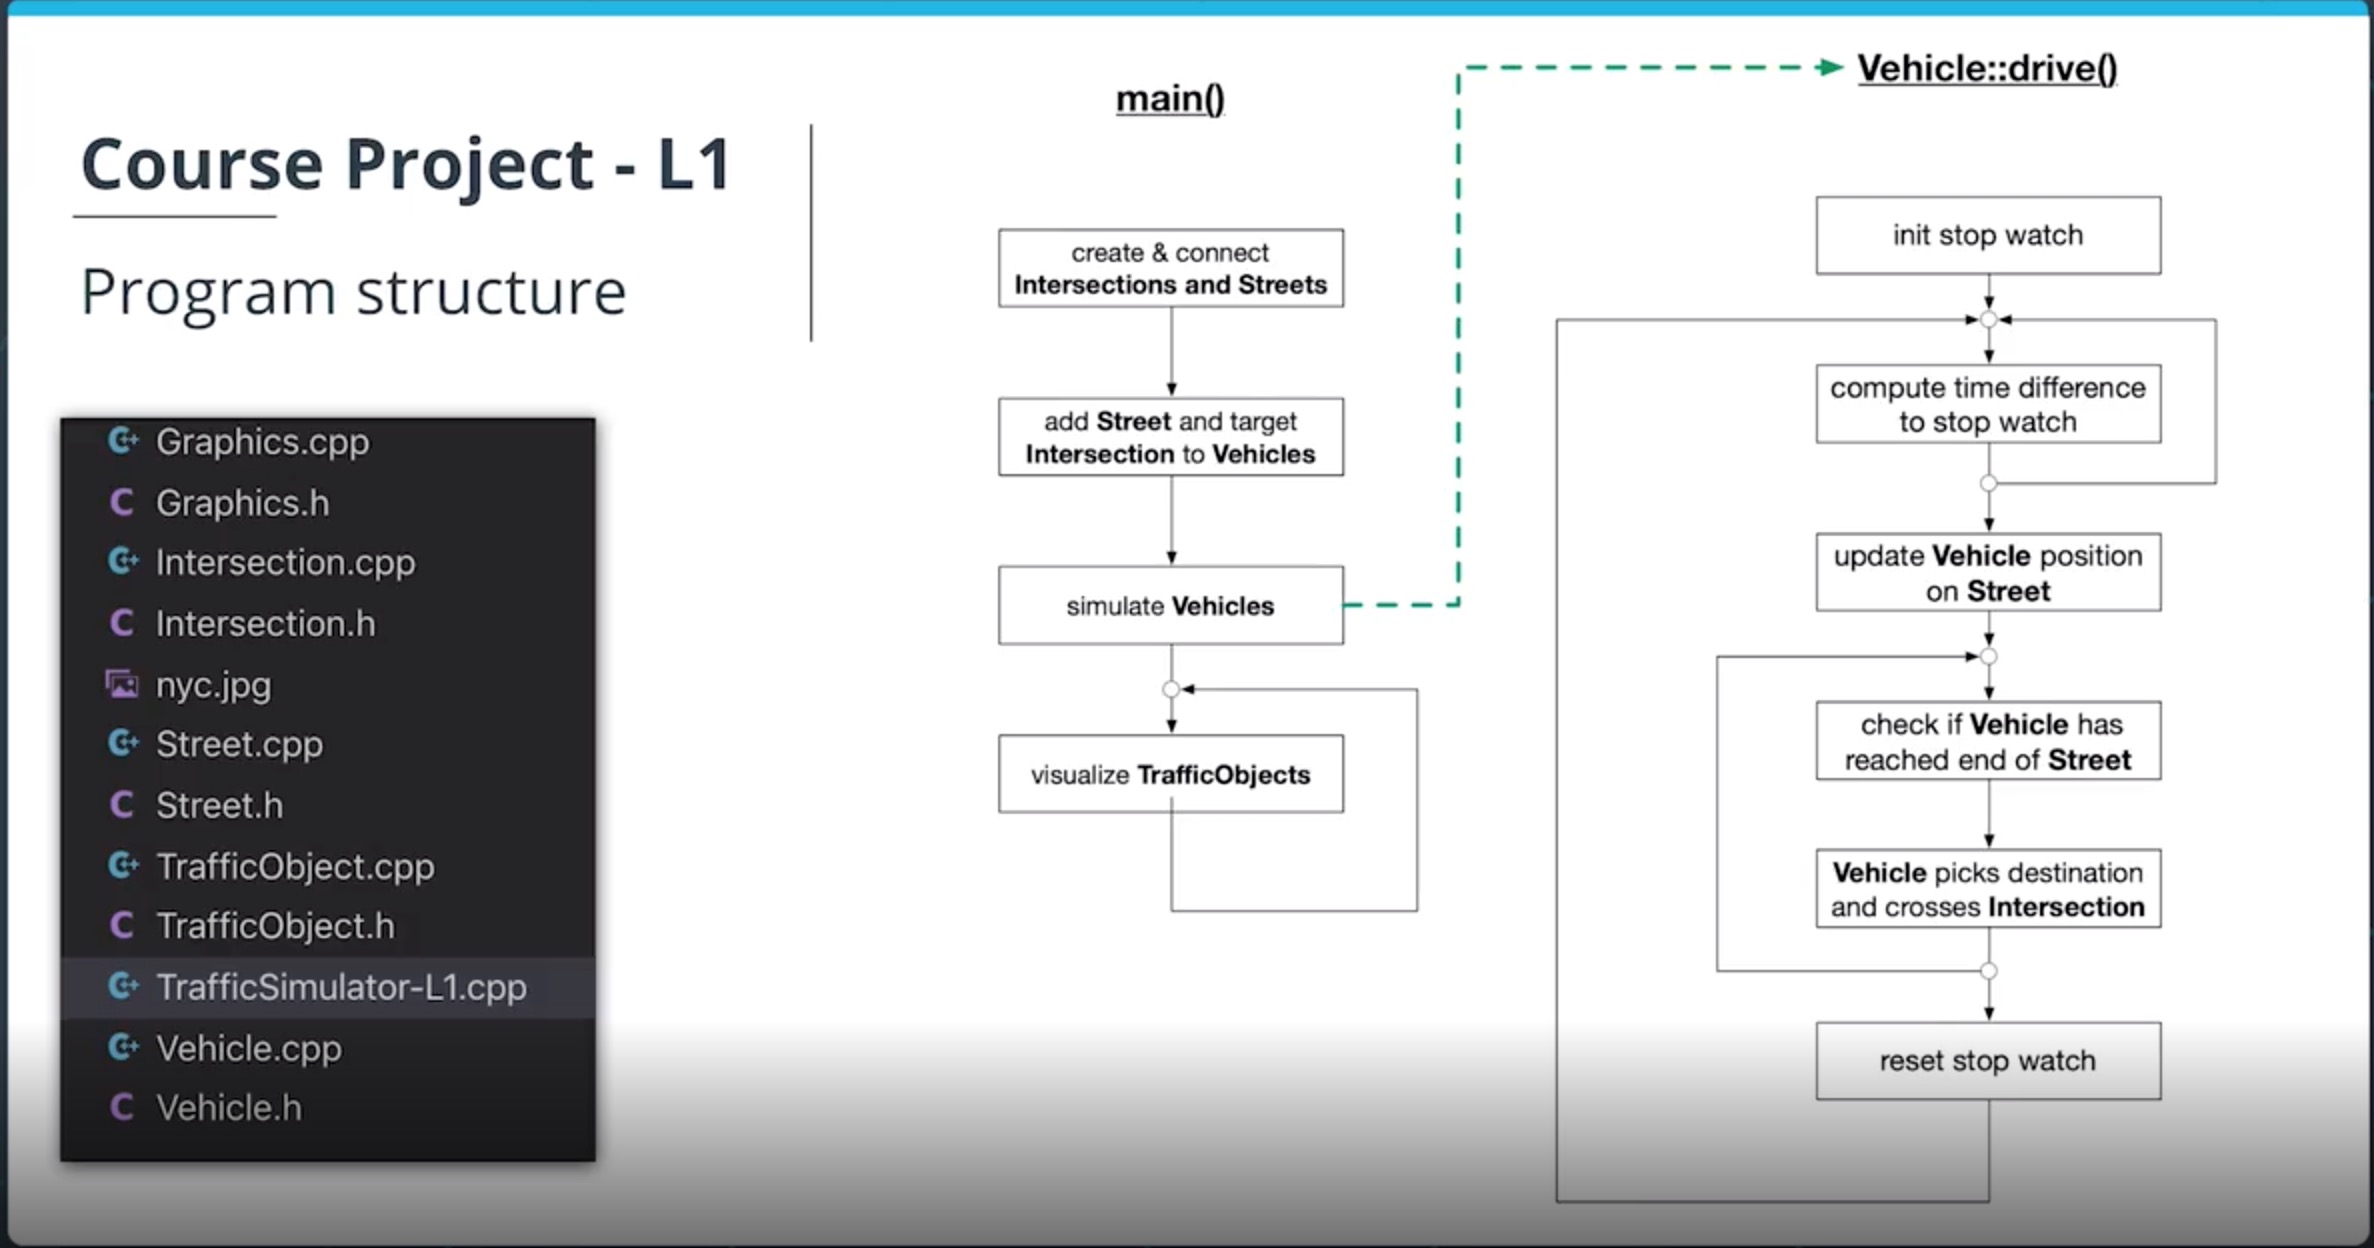 Course Project - L1
Program structure
Graphics.cpp
Graphics.h
Intersection.cpp
Intersection.h
nyc.jpg
Street.cpp
Street.h
TrafficObject.cpp
TrafficObject.h
TrafficSimulator-L1.cpp
Vehicle.cpp
Vehicle.h
main()
create & connect
Intersections and Streets
add Street and target
Intersection to Vehicles
simulate Vehicles
visualize TrafficObjects
Vehicle::drive()
init stop watch
compute time difference
to stop watch
update Vehicle position
on Street
check if Vehicle has
reached end of Street
Vehicle picks destination
and crosses Intersection
reset stop watch